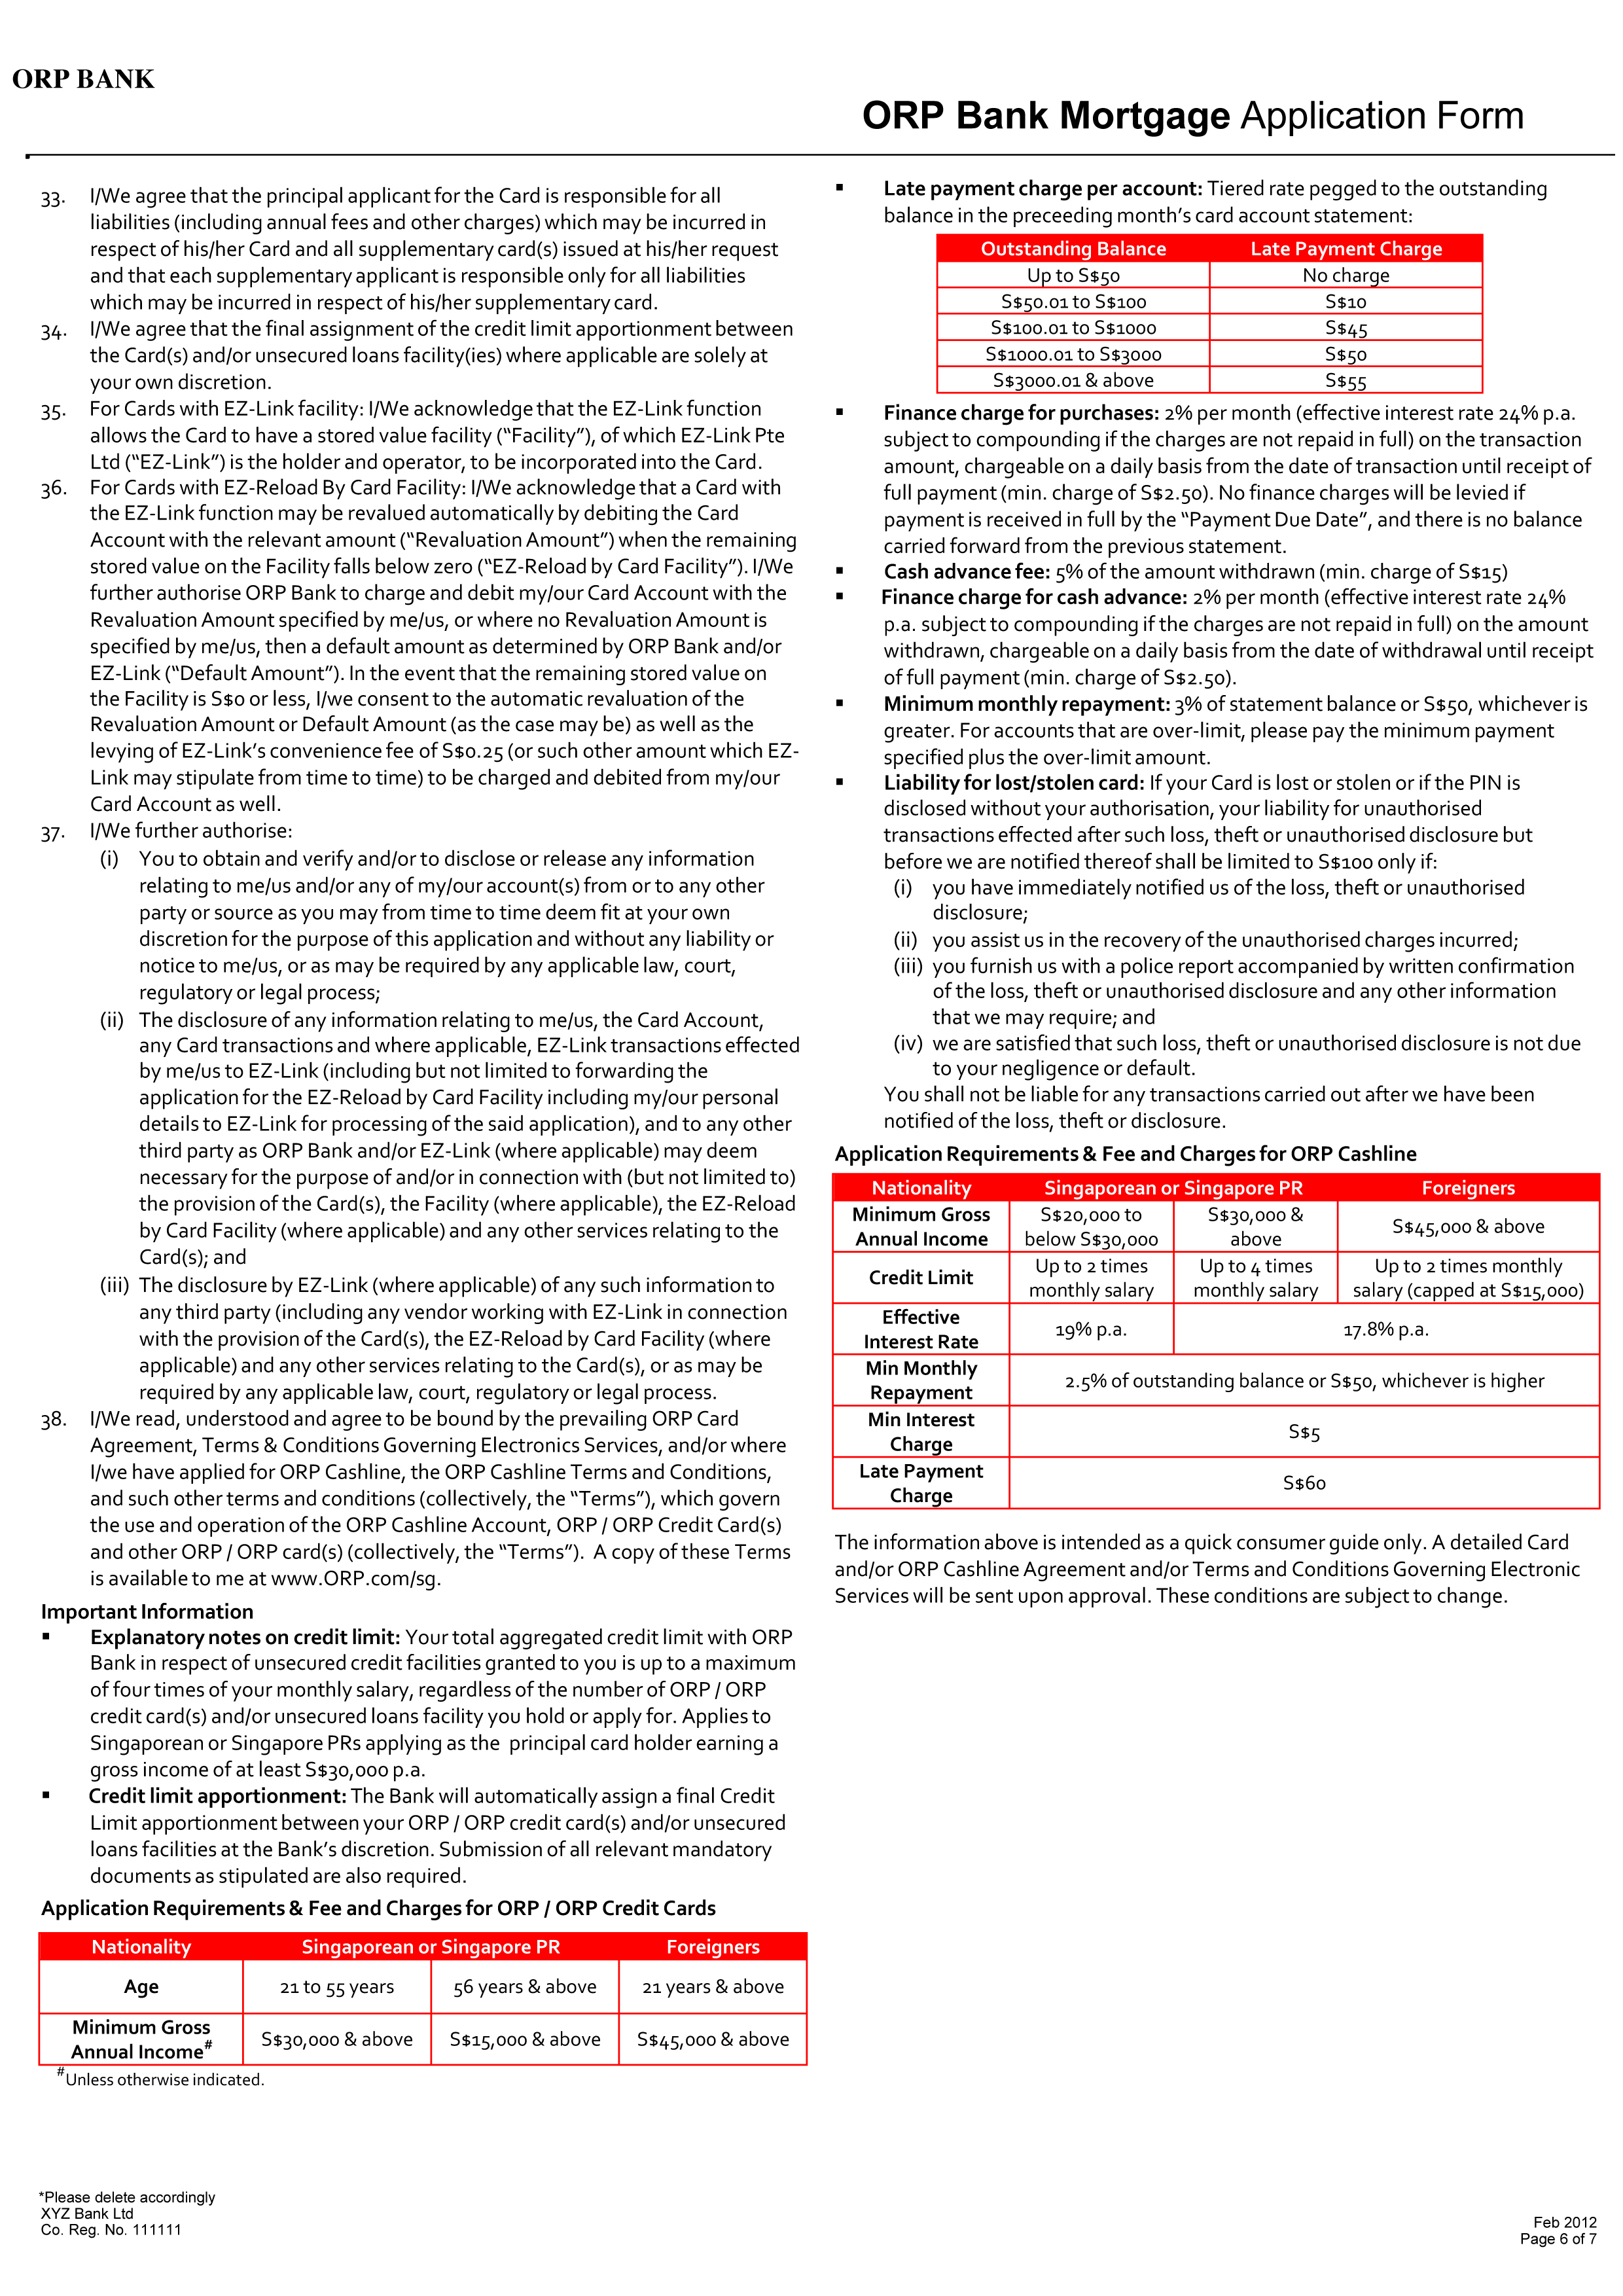 ORP BANK
ORP Bank Mortgage Application Form
33. I/We agree that the principal applicant for the Card is responsible for all
liabilities (including annual fees and other charges) which may be incurred in
respect of his/her Card and all supplementary card(s) issued at his/her request
and that each supplementary applicant is responsible only for all liabilities
which may be incurred in respect of his/her supplementary card.
34. I/We agree that the final assignment of the credit limit apportionment between
the Card(s) and/or unsecured loans facility(ies) where applicable are solely at
your own discretion.
35. For Cards with EZ-Link facility: I/We acknowledge that the EZ-Link function
allows the Card to have a stored value facility (“Facility”), of which EZ-Link Pte
Ltd (“EZ-Link”) is the holder and operator, to be incorporated into the Card.
36. For Cards with EZ-Reload By Card Facility: I/We acknowledge that a Card with
the EZ-Link function may be revalued automatically by debiting the Card
Account with the relevant amount (“Revaluation Amount”) when the remaining
stored value on the Facility falls below zero (“EZ-Reload by Card Facility”). I/We
further authorise ORP Bank to charge and debit my/our Card Account with the
Revaluation Amount specified by me/us, or where no Revaluation Amount is
specified by me/us, then a default amount as determined by ORP Bank and/or
EZ-Link (“Default Amount”). In the event that the remaining stored value on
the Facility is S$0 or less, I/we consent to the automatic revaluation of the
Revaluation Amount or Default Amount (as the case may be) as well as the
levying of EZ-Link’s convenience fee of S$0.25 (or such other amount which EZ-
Link may stipulate from time to time) to be charged and debited from my/our
Card Account as well.
37. I/We further authorise:
(i) You to obtain and verify and/or to disclose or release any information
relating to me/us and/or any of my/our account(s) from or to any other
party or source as you may from time to time deem fit at your own
discretion for the purpose of this application and without any liability or
notice to me/us, or as may be required by any applicable law, court,
regulatory or legal process;
(ii) The disclosure of any information relating to me/us, the Card Account,
any Card transactions and where applicable, EZ-Link transactions effected
by me/us to EZ-Link (including but not limited to forwarding the
application for the EZ-Reload by Card Facility including my/our personal
details to EZ-Link for processing of the said application), and to any other
third party as ORP Bank and/or EZ-Link (where applicable) may deem
necessary for the purpose of and/or in connection with (but not limited to)
the provision of the Card(s), the Facility (where applicable), the EZ-Reload
by Card Facility (where applicable) and any other services relating to the
Card(s); and
(iii) The disclosure by EZ-Link (where applicable) of any such information to
any third party (including any vendor working with EZ-Link in connection
with the provision of the Card(s), the EZ-Reload by Card Facility (where
applicable) and any other services relating to the Card(s), or as may be
required by any applicable law, court, regulatory or legal process.
38. I/We read, understood and agree to be bound by the prevailing ORP Card
Agreement, Terms & Conditions Governing Electronics Services, and/or where
I/we have applied for ORP Cashline, the ORP Cashline Terms and Conditions,
and such other terms and conditions (collectively, the “Terms”), which govern
the use and operation of the ORP Cashline Account, ORP / ORP Credit Card(s)
and other ORP / ORP card(s) (collectively, the “Terms”). A copy of these Terms
is available to me at www.ORP.com/sg.
Important Information
▪ Explanatory notes on credit limit: Your total aggregated credit limit with ORP
Bank in respect of unsecured credit facilities granted to you is up to a maximum
of four times of your monthly salary, regardless of the number of ORP / ORP
credit card(s) and/or unsecured loans facility you hold or apply for. Applies to
Singaporean or Singapore PRs applying as the principal card holder earning a
gross income of at least S$30,000 p.a.
▪ Credit limit apportionment: The Bank will automatically assign a final Credit
Limit apportionment between your ORP / ORP credit card(s) and/or unsecured
loans facilities at the Bank’s discretion. Submission of all relevant mandatory
documents as stipulated are also required.
Application Requirements & Fee and Charges for ORP / ORP Credit Cards
Nationality Singaporean or Singapore PR Foreigners
Age 21 to 55 years 56 years & above 21 years & above
Minimum Gross
Annual Income# S$30,000 & above S$15,000 & above S$45,000 & above
#Unless otherwise indicated.
▪ Late payment charge per account: Tiered rate pegged to the outstanding
balance in the preceeding month’s card account statement:
Outstanding Balance Late Payment Charge
Up to S$50 No charge
S$50.01 to S$100 S$10
S$100.01 to S$1000 S$45
S$1000.01 to S$3000 S$50
S$3000.01 & above S$55
▪ Finance charge for purchases: 2% per month (effective interest rate 24% p.a.
subject to compounding if the charges are not repaid in full) on the transaction
amount, chargeable on a daily basis from the date of transaction until receipt of
full payment (min. charge of S$2.50). No finance charges will be levied if
payment is received in full by the “Payment Due Date”, and there is no balance
carried forward from the previous statement.
▪ Cash advance fee: 5% of the amount withdrawn (min. charge of S$15)
▪ Finance charge for cash advance: 2% per month (effective interest rate 24%
p.a. subject to compounding if the charges are not repaid in full) on the amount
withdrawn, chargeable on a daily basis from the date of withdrawal until receipt
of full payment (min. charge of S$2.50).
▪ Minimum monthly repayment: 3% of statement balance or S$50, whichever is
greater. For accounts that are over-limit, please pay the minimum payment
specified plus the over-limit amount.
▪ Liability for lost/stolen card: If your Card is lost or stolen or if the PIN is
disclosed without your authorisation, your liability for unauthorised
transactions effected after such loss, theft or unauthorised disclosure but
before we are notified thereof shall be limited to S$100 only if:
(i) you have immediately notified us of the loss, theft or unauthorised
disclosure;
(ii) you assist us in the recovery of the unauthorised charges incurred;
(iii) you furnish us with a police report accompanied by written confirmation
of the loss, theft or unauthorised disclosure and any other information
that we may require; and
(iv) we are satisfied that such loss, theft or unauthorised disclosure is not due
to your negligence or default.
You shall not be liable for any transactions carried out after we have been
notified of the loss, theft or disclosure.
Application Requirements & Fee and Charges for ORP Cashline
Nationality Singaporean or Singapore PR Foreigners
Minimum Gross S$20,000 to S$30,000 & S$45,000 & above
Annual Income below S$30,000 above
Credit Limit Up to 2 times Up to 4 times Up to 2 times monthly
monthly salary monthly salary salary (capped at S$15,000)
Effective
Interest Rate 19% p.a. 17.8% p.a.
Min Monthly
Repayment 2.5% of outstanding balance or S$50, whichever is higher
Min Interest
Charge S$5
Late Payment
Charge S$60
The information above is intended as a quick consumer guide only. A detailed Card
and/or ORP Cashline Agreement and/or Terms and Conditions Governing Electronic
Services will be sent upon approval. These conditions are subject to change.
*Please delete accordingly
XYZ Bank Ltd
Co. Reg. No. 111111
Feb 2012
Page 6 of 7